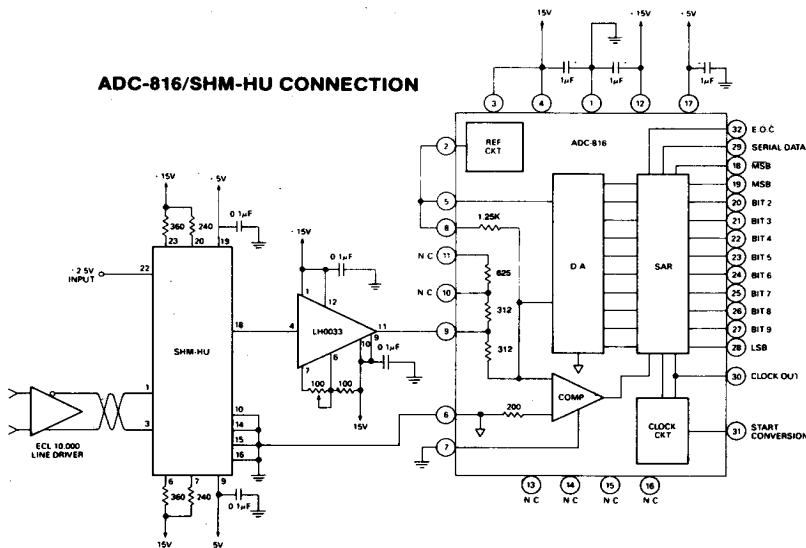 ADC-816/SHM-HU CONNECTION
· 15V
15V
· 5V
1µF
1µF
1µF
3
4
1
12
17
2
REF
CKT
ADC-816
32 E.O.C
29 SERIAL DATA
18 MSB
19 MSB
20 BIT 2
21 BIT 3
22 BIT 4
23 BIT 5
24 BIT 6
25 BIT 7
26 BIT 8
27 BIT 9
28 LSB
30 CLOCK OUT
31 START
CONVERSION
5
8
1.25K
N C 11
625
N C 10
312
9
312
D A
SAR
6
200
COMP
7
CLOCK
CKT
13
14
15
16
N C
N C
N C
N C
· 15V
· 5V
360
240
0 1µF
23
20
19
· 2 5V
INPUT
22
SHM-HU
18
1
3
10
14
15
16
6
7
9
360
240
0 1µF
15V
5V
ECL 10.000
LINE DRIVER
· 15V
0 1µF
1
12
4
LH0033
11
9
10
7
6
100
100
0 1µF
15V